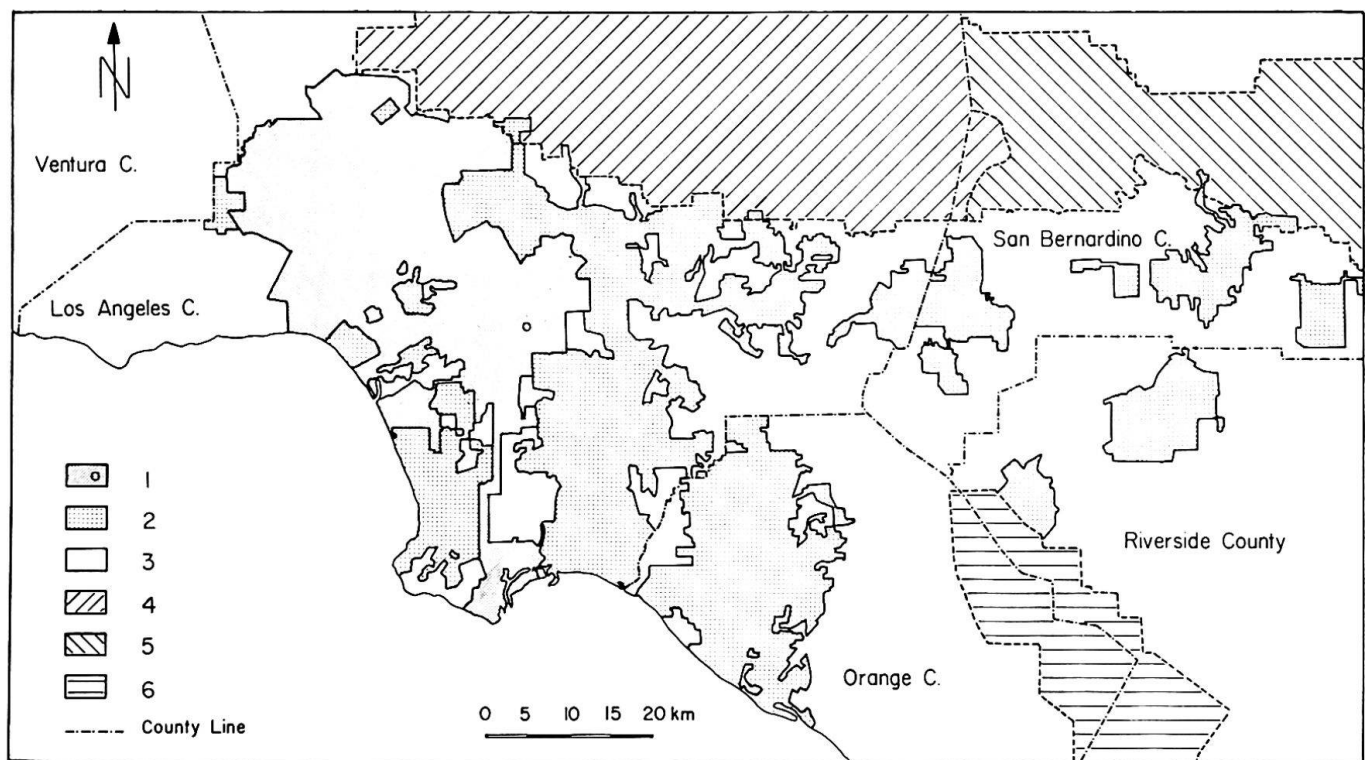 N
Ventura C.
San Bernardino C.
Los Angeles C.
1
2
3
4
5
6
County Line
Riverside County
Orange C.
0 5 10 15 20 km